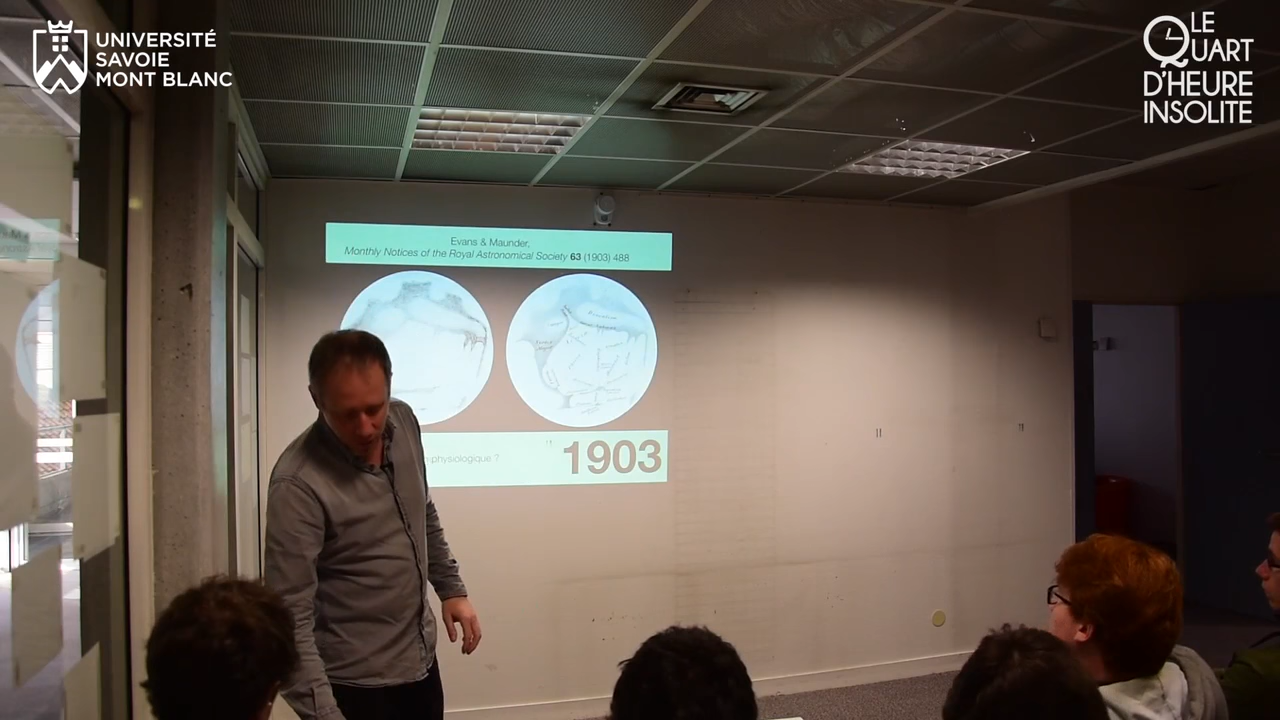 UNIVERSITÉ
SAVOIE
MONT BLANC
LE
QUART
D'HEURE
INSOLITE
Evans & Maunder,
Monthly Notices of the Royal Astronomical Society 63 (1903) 488
physiologique ?
1903